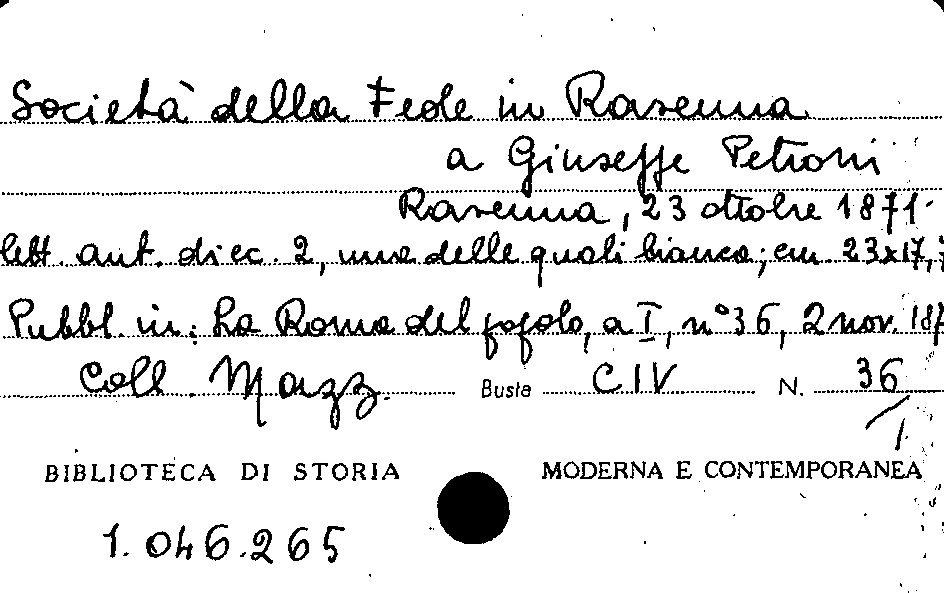 Società della Fede in Ravenna
a Giuseppe Petroni
Ravenna, 23 ottobre 1871.
lett. aut. di cc. 2, una delle quali bianca; cm 23x17,
Pubbl. in: La Roma del popolo, a I, n° 36, 2 nov. 187
Coll. Mazz. Busta CIV N. 36
/1.
BIBLIOTECA DI STORIA MODERNA E CONTEMPORANEA
1.046.265